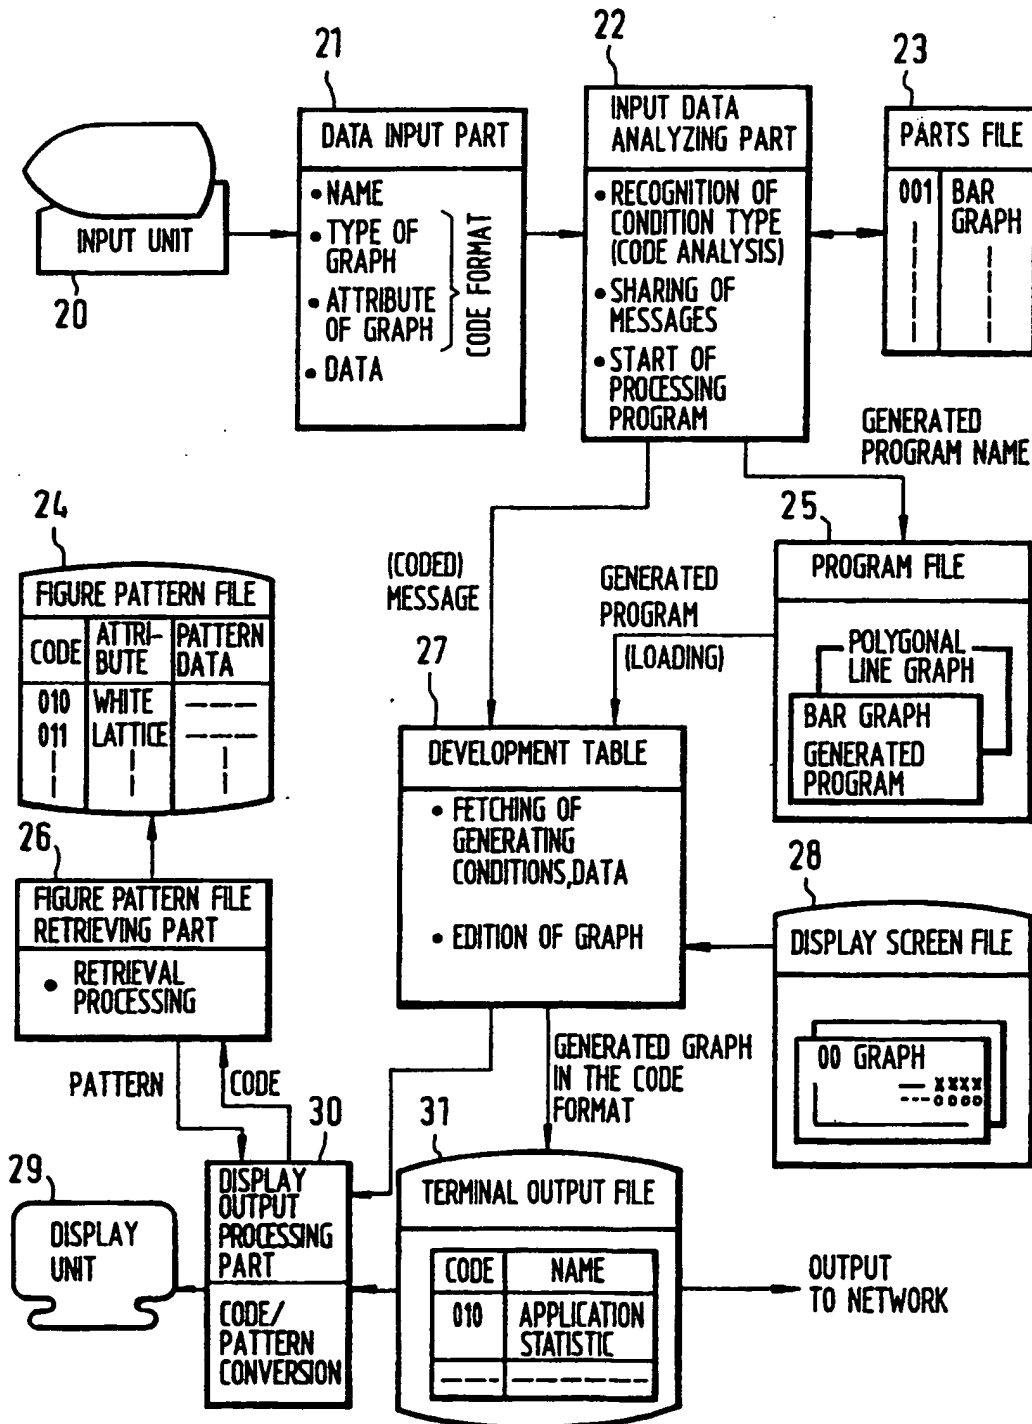 21
22
23
INPUT UNIT
20
DATA INPUT PART
• NAME
• TYPE OF
GRAPH
• ATTRIBUTE
OF GRAPH
CODE FORMAT
• DATA
INPUT DATA
ANALYZING PART
• RECOGNITION OF
CONDITION TYPE
(CODE ANALYSIS)
• SHARING OF
MESSAGES
• START OF
PROCESSING
PROGRAM
PARTS FILE
001 BAR
GRAPH
GENERATED
PROGRAM NAME
24
FIGURE PATTERN FILE
CODE ATTRI- PATTERN
BUTE DATA
010 WHITE ----
011 LATTICE ----
(CODED)
MESSAGE
GENERATED
PROGRAM
(LOADING)
25
PROGRAM FILE
POLYGONAL
LINE GRAPH
BAR GRAPH
GENERATED
PROGRAM
27
DEVELOPMENT TABLE
• FETCHING OF
GENERATING
CONDITIONS,DATA
• EDITION OF GRAPH
26
FIGURE PATTERN FILE
RETRIEVING PART
• RETRIEVAL
PROCESSING
28
DISPLAY SCREEN FILE
00 GRAPH
— XXXX
--- 0000
PATTERN
CODE
GENERATED GRAPH
IN THE CODE
FORMAT
29
DISPLAY
UNIT
30
DISPLAY
OUTPUT
PROCESSING
PART
CODE/
PATTERN
CONVERSION
31
TERMINAL OUTPUT FILE
CODE NAME
010 APPLICATION
STATISTIC
OUTPUT
TO NETWORK